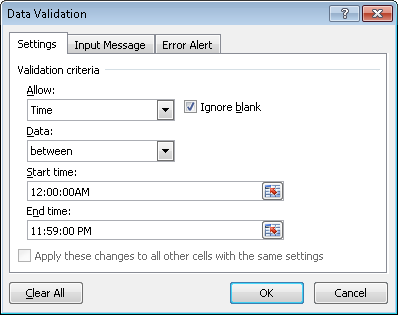 Data Validation
Settings Input Message Error Alert
Validation criteria
Allow:
Time Ignore blank
Data:
between
Start time:
12:00:00AM
End time:
11:59:00 PM
Apply these changes to all other cells with the same settings
Clear All OK Cancel